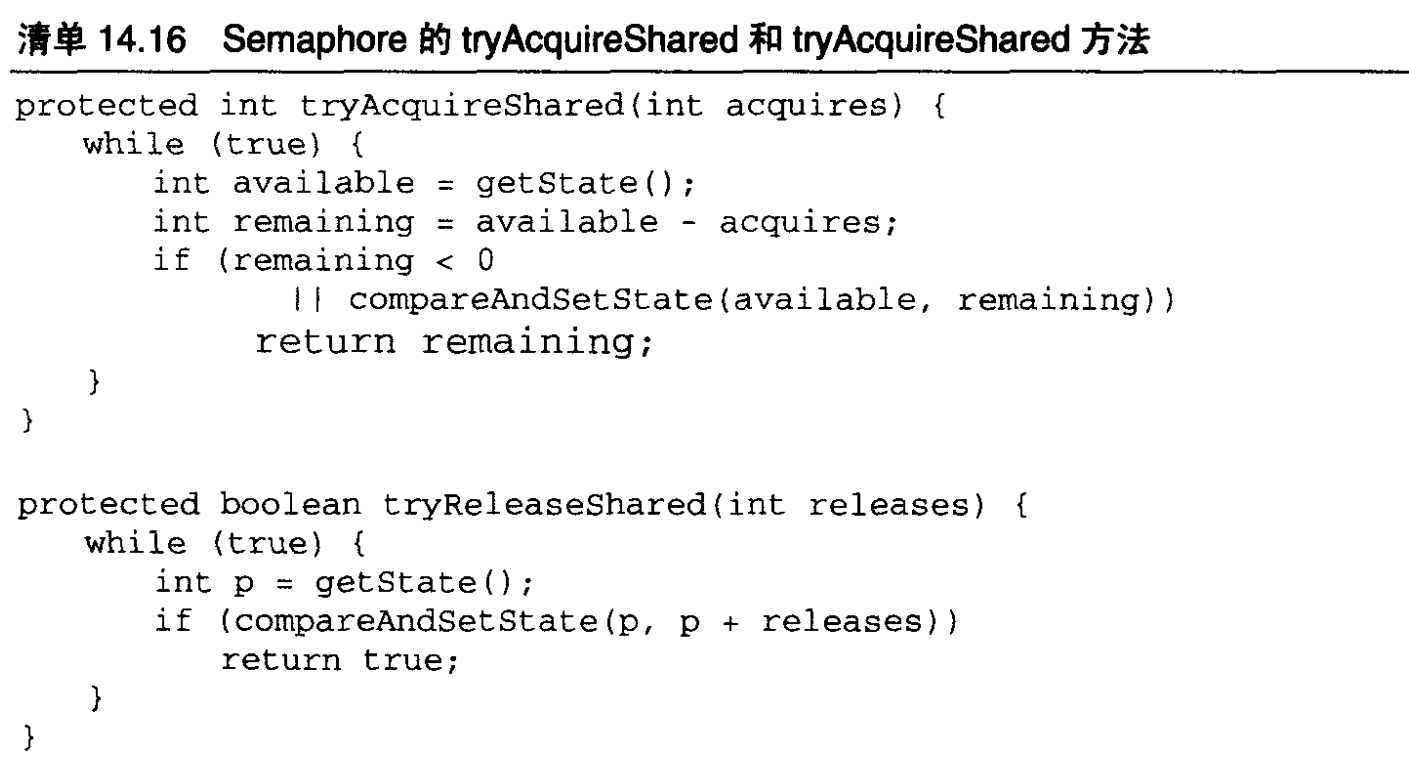 清单 14.16 Semaphore 的 tryAcquireShared 和 tryAcquireShared 方法
protected int tryAcquireShared(int acquires) {
    while (true) {
        int available = getState();
        int remaining = available - acquires;
        if (remaining < 0
                || compareAndSetState(available, remaining))
              return remaining;
    }
}

protected boolean tryReleaseShared(int releases) {
    while (true) {
        int p = getState();
        if (compareAndSetState(p, p + releases))
            return true;
    }
}